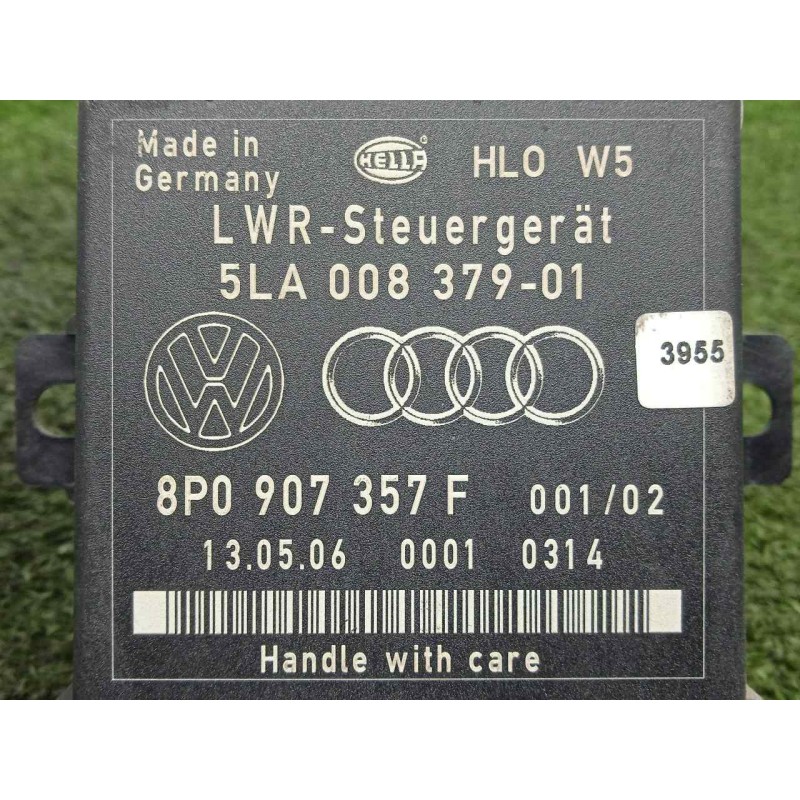 Made in
Germany
HELLA ®
HLO W5
LWR-Steuergerät
5LA 008 379-01
3955
8P0 907 357 F 001/02
13.05.06 0001 0314
Handle with care